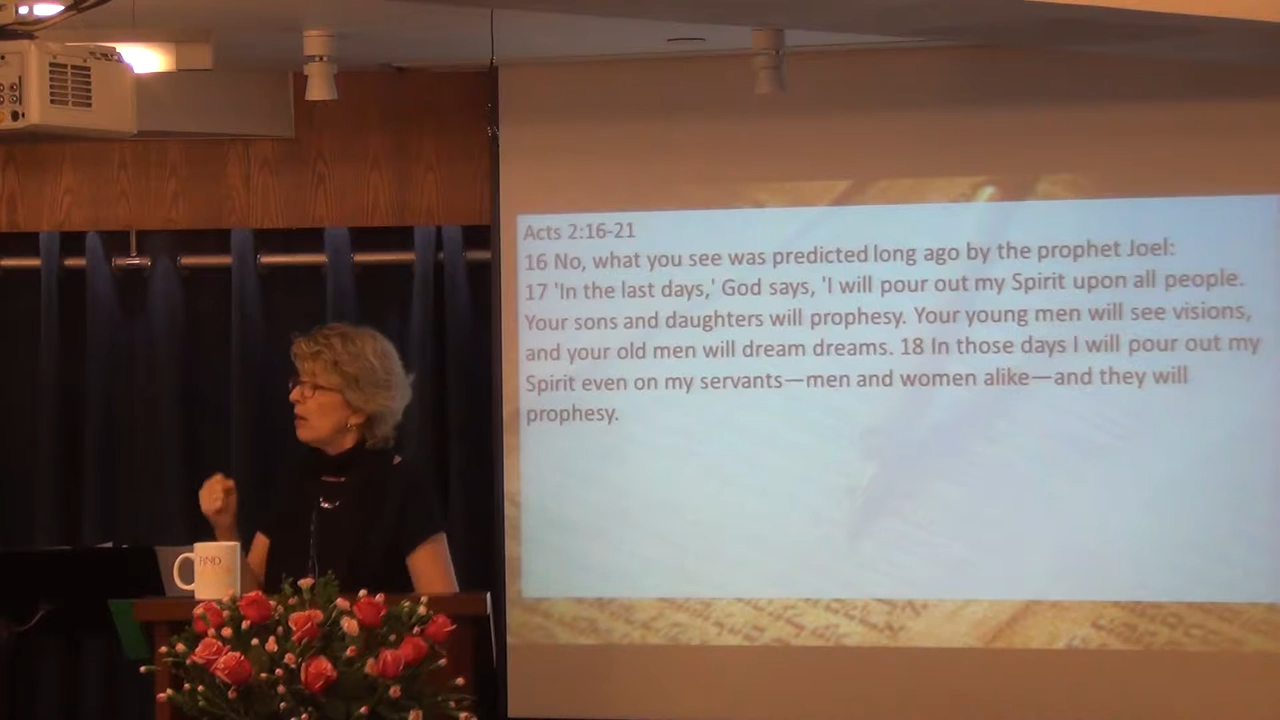 Acts 2:16-21
16 No, what you see was predicted long ago by the prophet Joel:
17 'In the last days,' God says, 'I will pour out my Spirit upon all people.
Your sons and daughters will prophesy. Your young men will see visions,
and your old men will dream dreams. 18 In those days I will pour out my
Spirit even on my servants—men and women alike—and they will
prophesy.